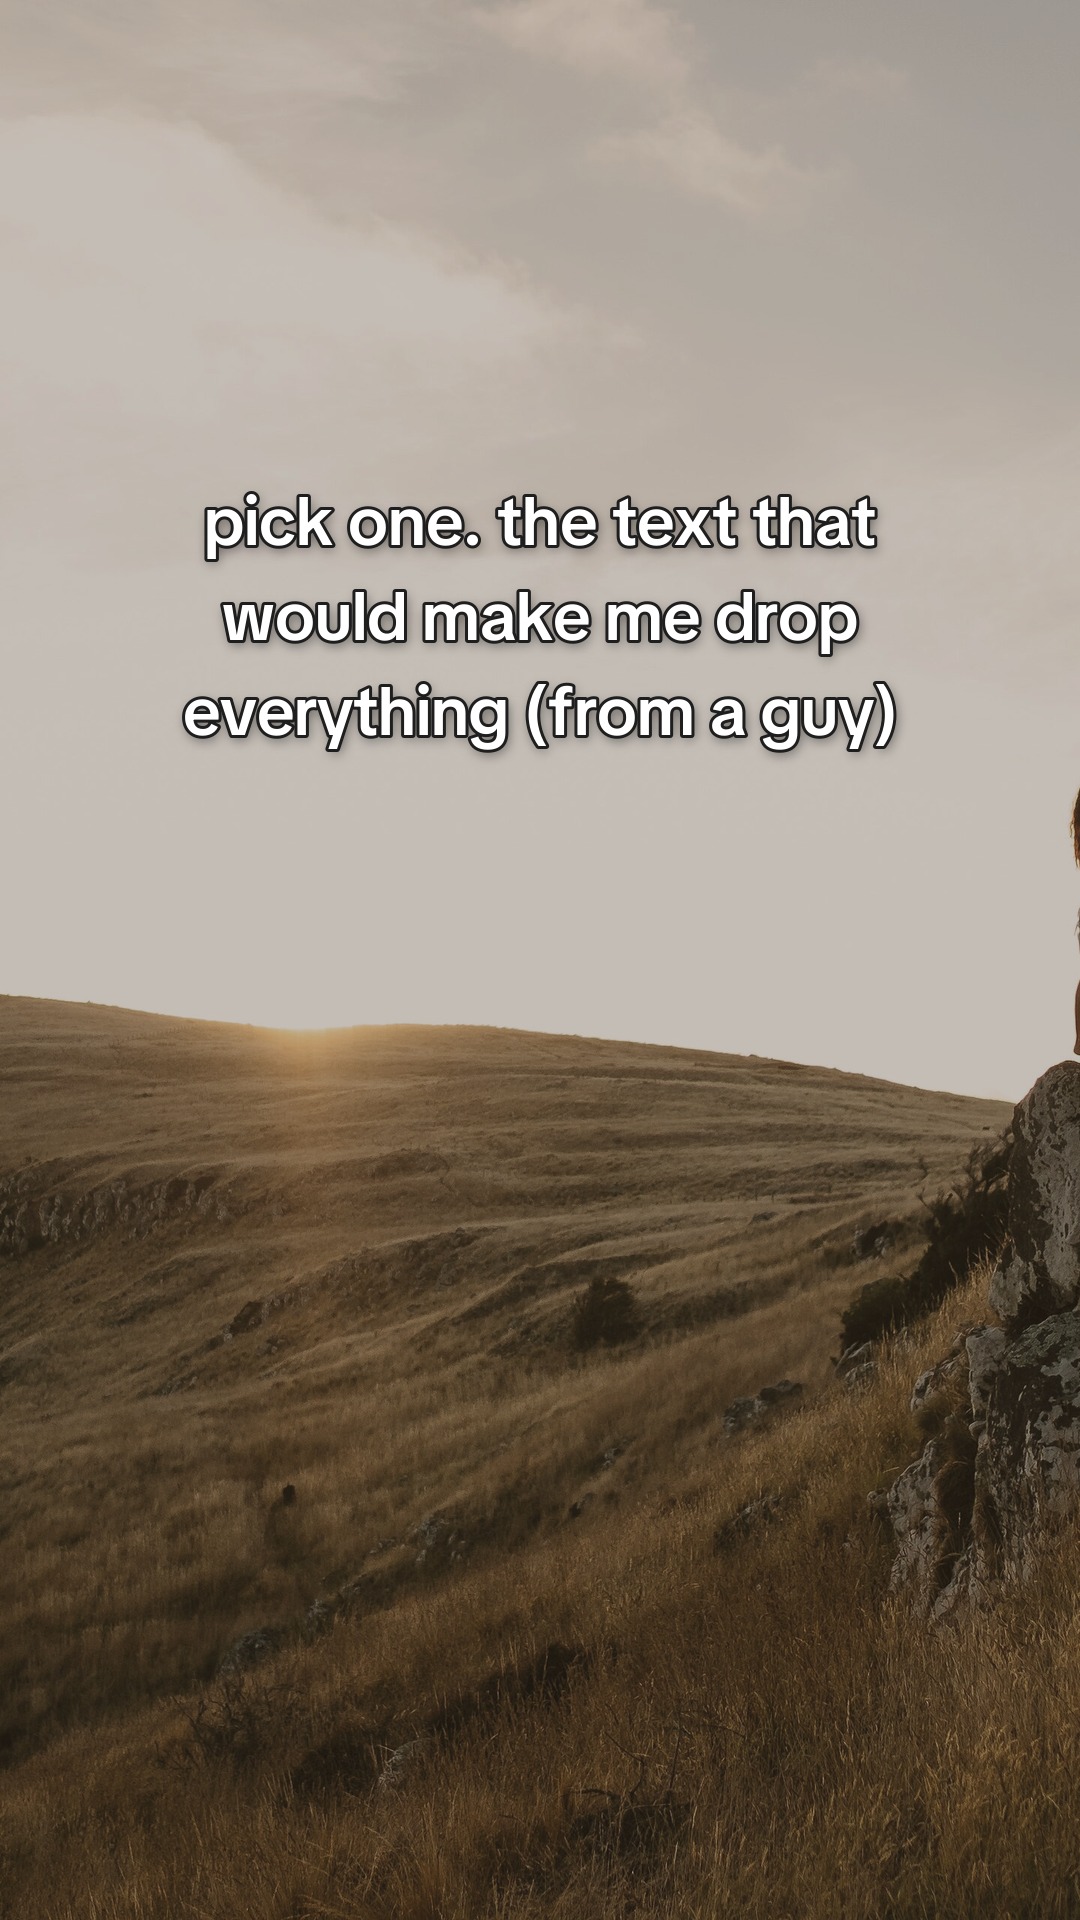 pick one. the text that
would make me drop
everything (from a guy)